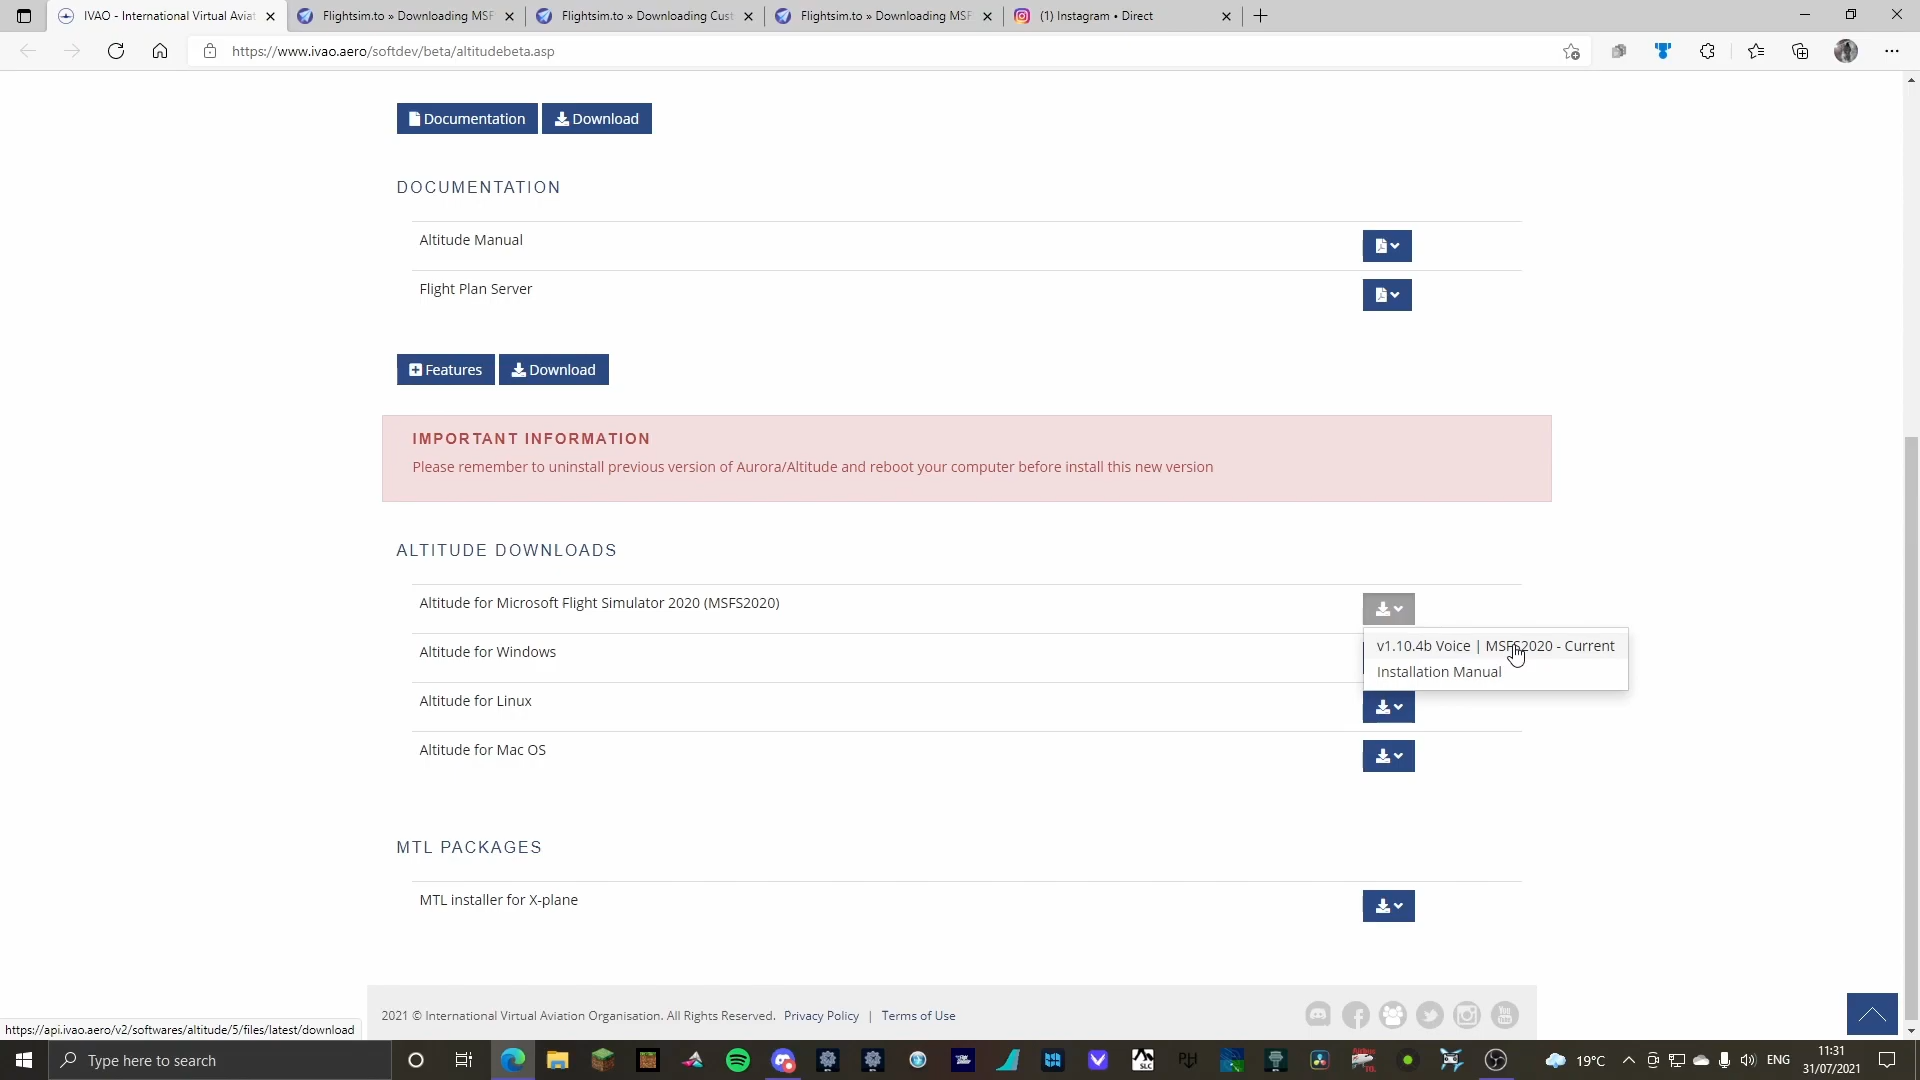 IVAO - International Virtual Aviat
Flightsim.to » Downloading MSF
Flightsim.to » Downloading Cust
Flightsim.to » Downloading MSF
(1) Instagram • Direct
https://www.ivao.aero/softdev/beta/altitudebeta.asp
Documentation
Download
DOCUMENTATION
Altitude Manual
Flight Plan Server
Features
Download
IMPORTANT INFORMATION
Please remember to uninstall previous version of Aurora/Altitude and reboot your computer before install this new version
ALTITUDE DOWNLOADS
Altitude for Microsoft Flight Simulator 2020 (MSFS2020)
v1.10.4b Voice | MSFS2020 - Current
Altitude for Windows
Installation Manual
Altitude for Linux
Altitude for Mac OS
MTL PACKAGES
MTL installer for X-plane
2021 © International Virtual Aviation Organisation. All Rights Reserved. Privacy Policy | Terms of Use
You Tube
https://api.ivao.aero/v2/softwares/altitude/5/files/latest/download
Type here to search
SLC
PH
19°C
ENG
11:31
31/07/2021